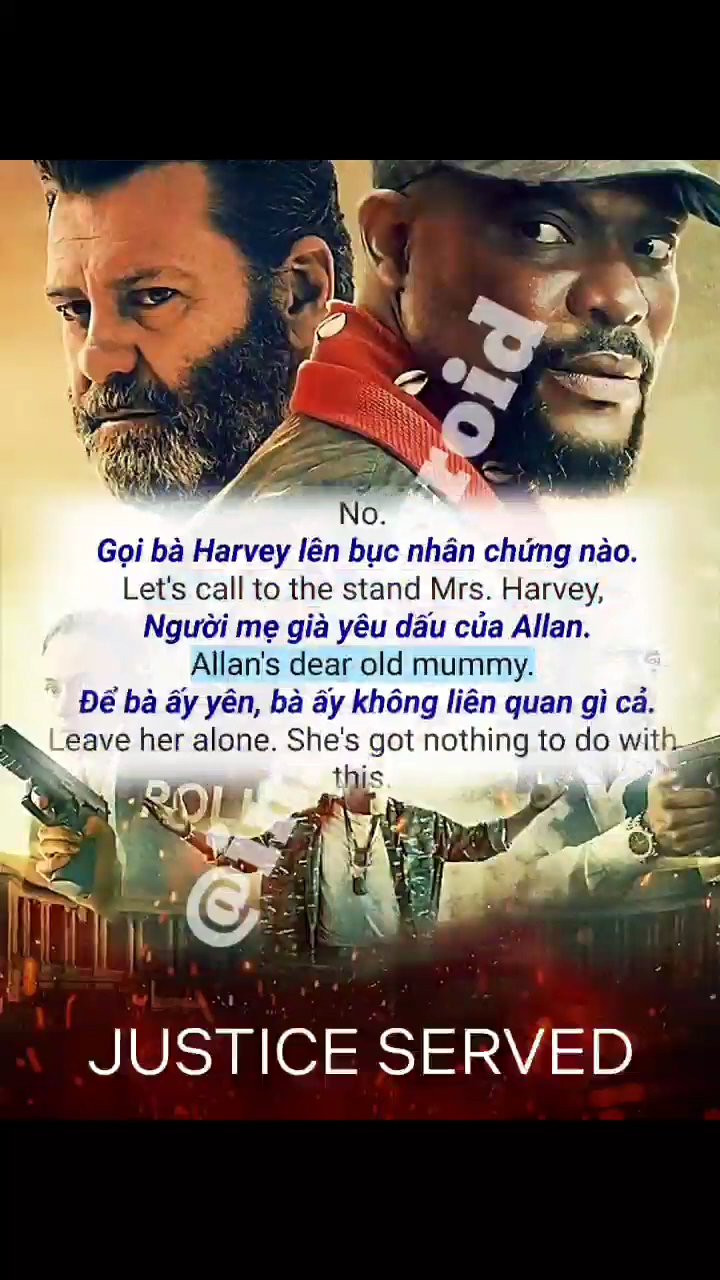 No.
Gọi bà Harvey lên bục nhân chứng nào.
Let's call to the stand Mrs. Harvey,
Người mẹ già yêu dấu của Allan.
Allan's dear old mummy.
Để bà ấy yên, bà ấy không liên quan gì cả.
Leave her alone. She's got nothing to do with
this.
JUSTICE SERVED